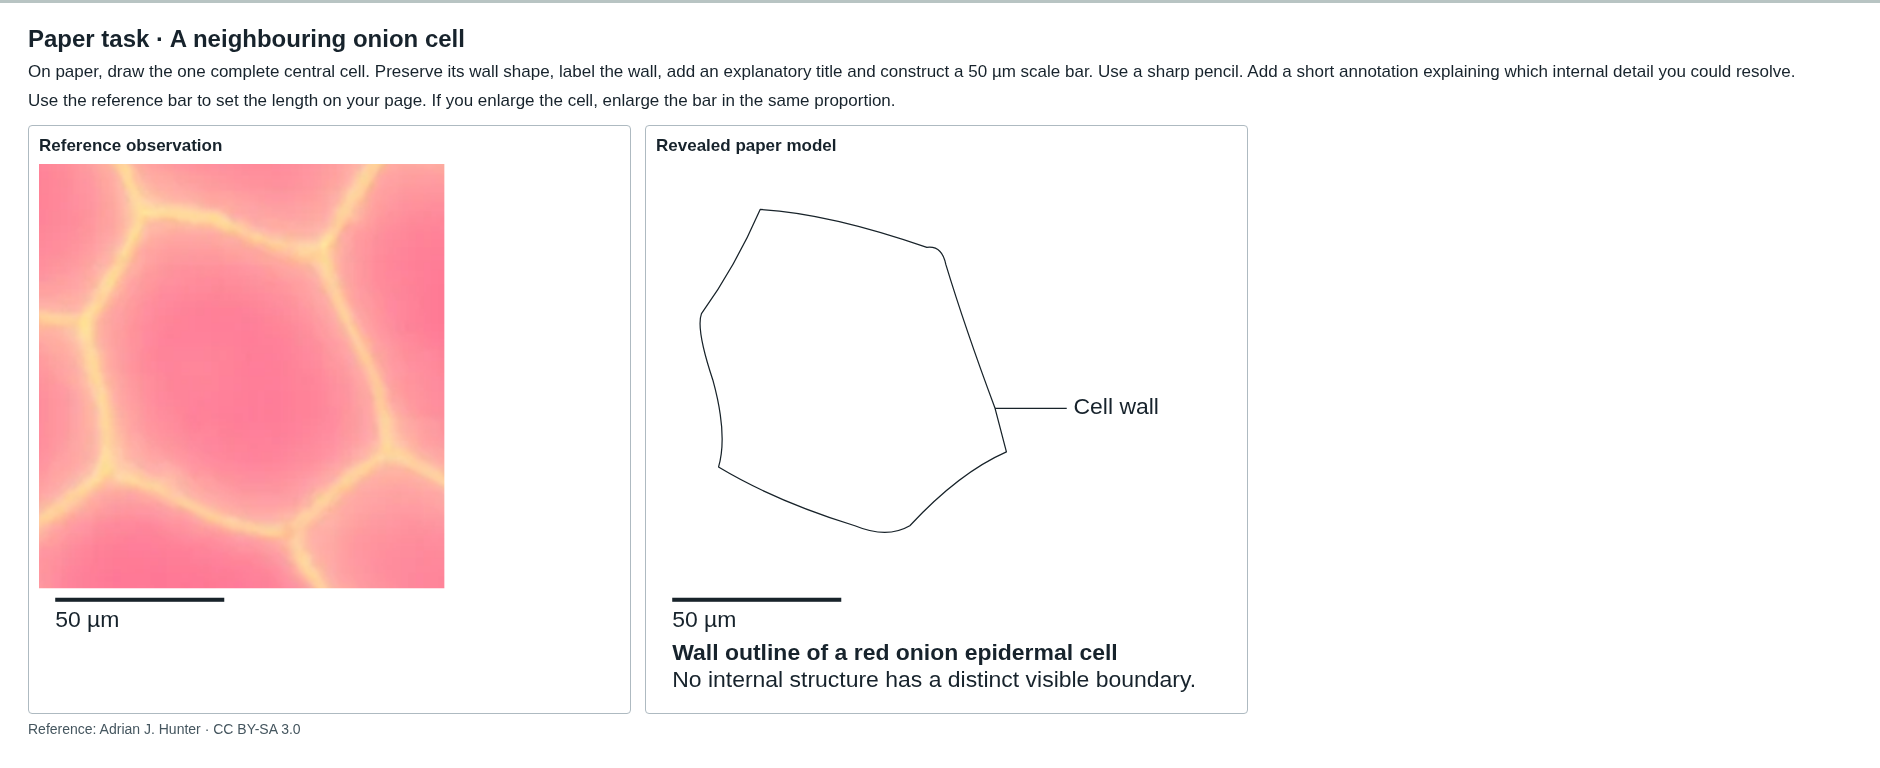 Paper task · A neighbouring onion cell
On paper, draw the one complete central cell. Preserve its wall shape, label the wall, add an explanatory title and construct a 50 µm scale bar. Use a sharp pencil. Add a short annotation explaining which internal detail you could resolve.
Use the reference bar to set the length on your page. If you enlarge the cell, enlarge the bar in the same proportion.
Reference observation
50 µm
Revealed paper model
Cell wall
50 µm
Wall outline of a red onion epidermal cell
No internal structure has a distinct visible boundary.
Reference: Adrian J. Hunter · CC BY-SA 3.0